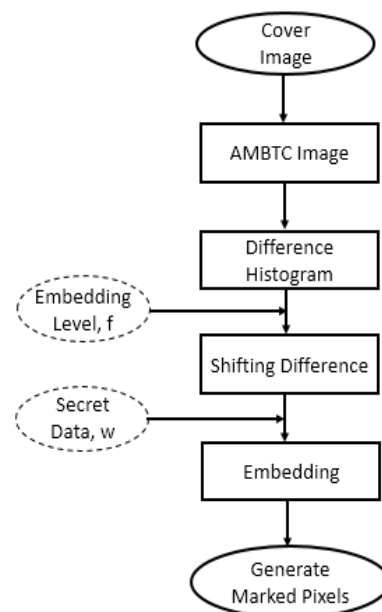 Cover
Image
AMBTC Image
Difference
Histogram
Embedding
Level, f
Shifting Difference
Secret
Data, w
Embedding
Generate
Marked Pixels